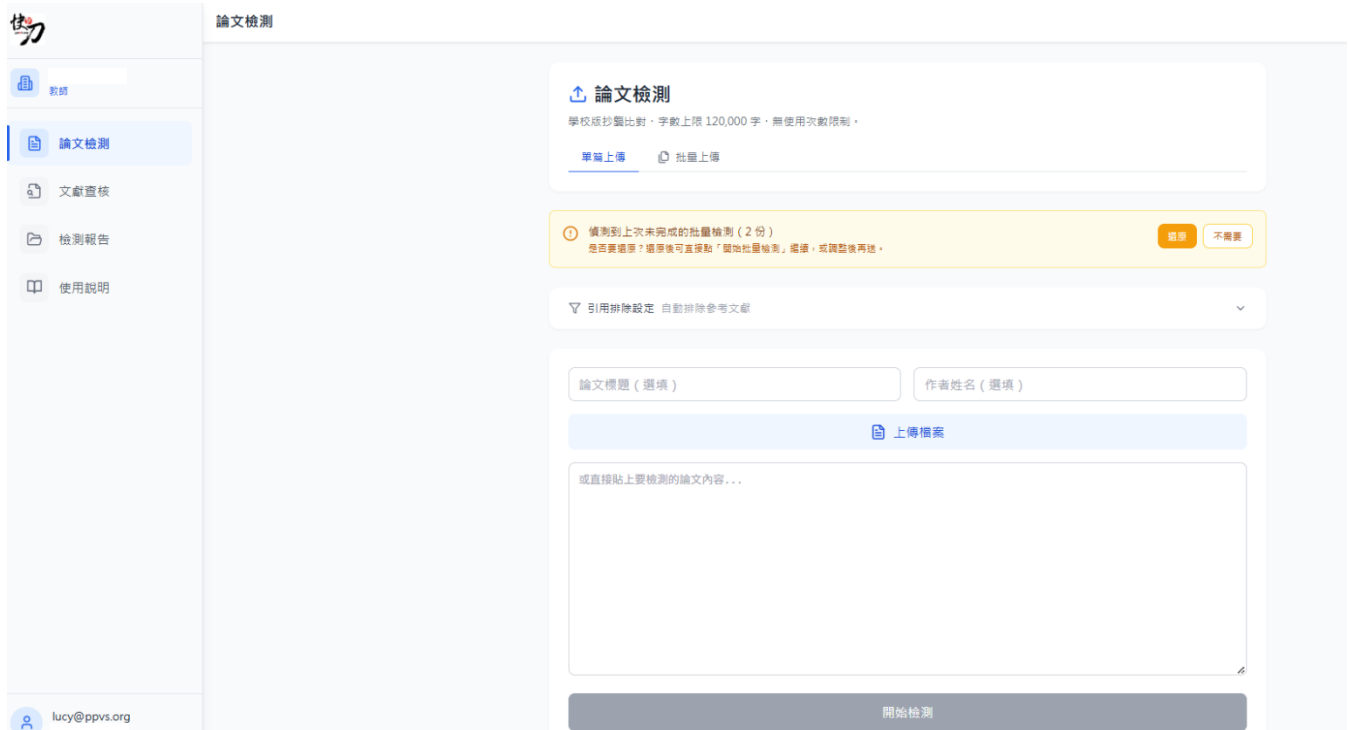 快刀
論文檢測
教師
論文檢測
文獻查核
檢測報告
使用說明
lucy@ppvs.org
論文檢測
學校版抄襲比對・字數上限 120,000 字・無使用次數限制。
單篇上傳
批量上傳
偵測到上次未完成的批量檢測（2 份）
是否要還原？還原後可直接點「開始批量檢測」繼續，或調整後再送。
還原
不需要
引用排除設定 自動排除參考文獻
論文標題（選填）
作者姓名（選填）
上傳檔案
或直接貼上要檢測的論文內容...
開始檢測